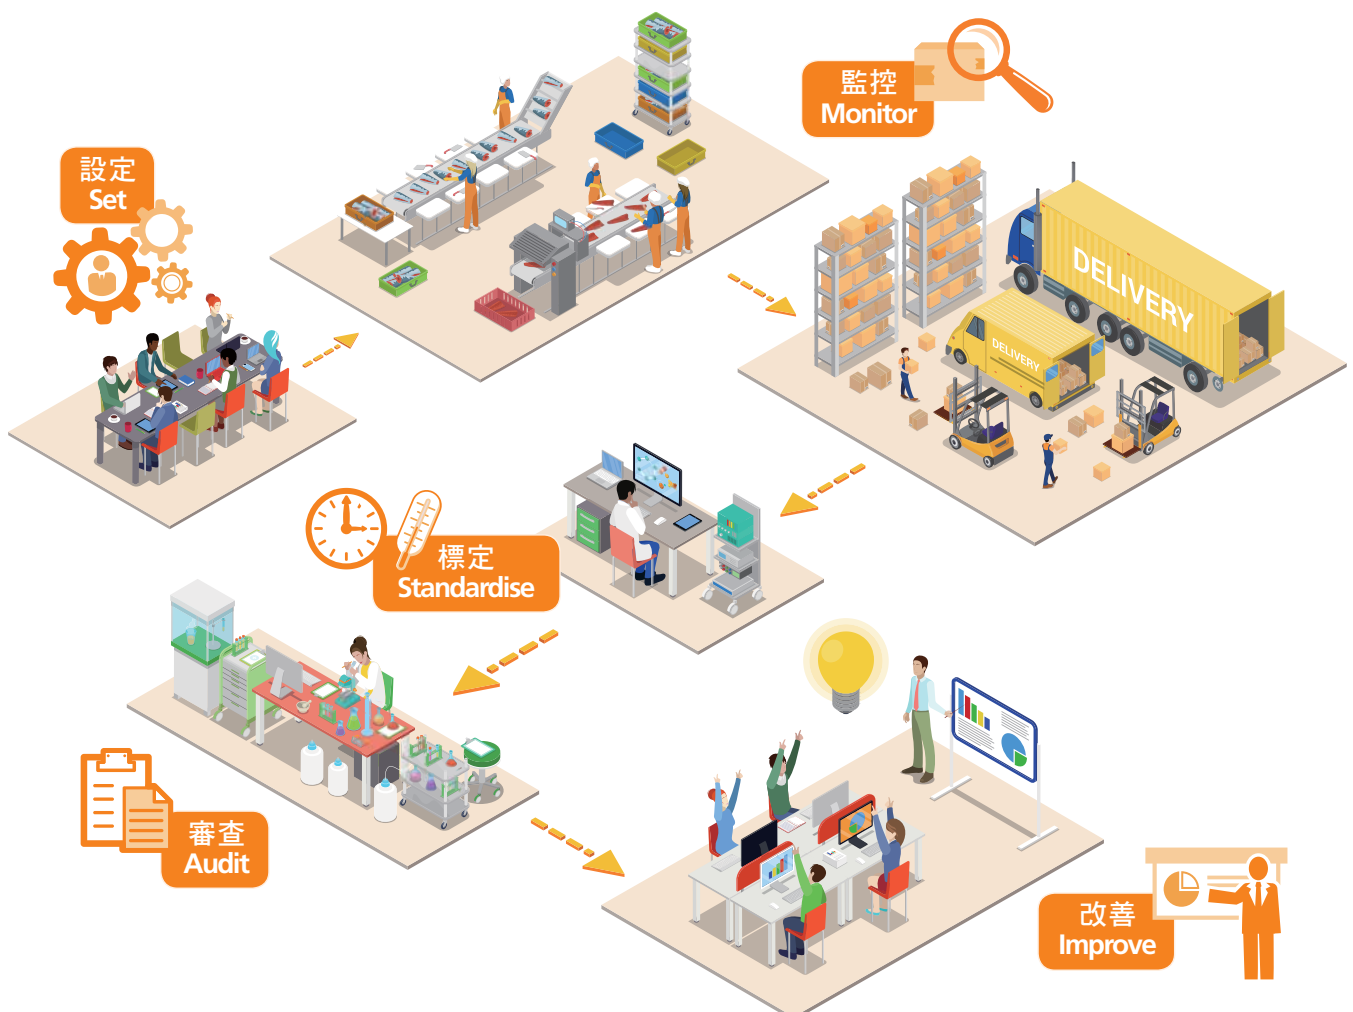 設定
Set
監控
Monitor
DELIVERY
DELIVERY
標定
Standardise
審查
Audit
改善
Improve